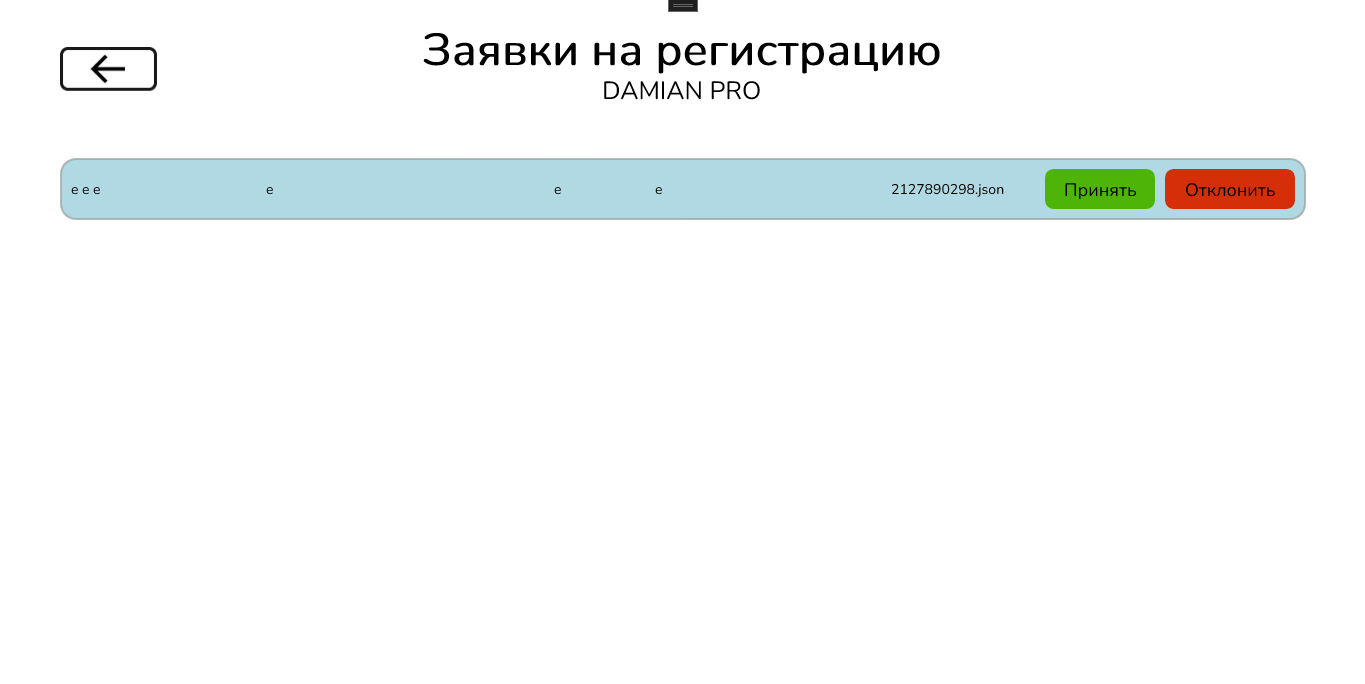 Заявки на регистрацию
DAMIAN PRO
е е е е е е 2127890298.json Принять Отклонить